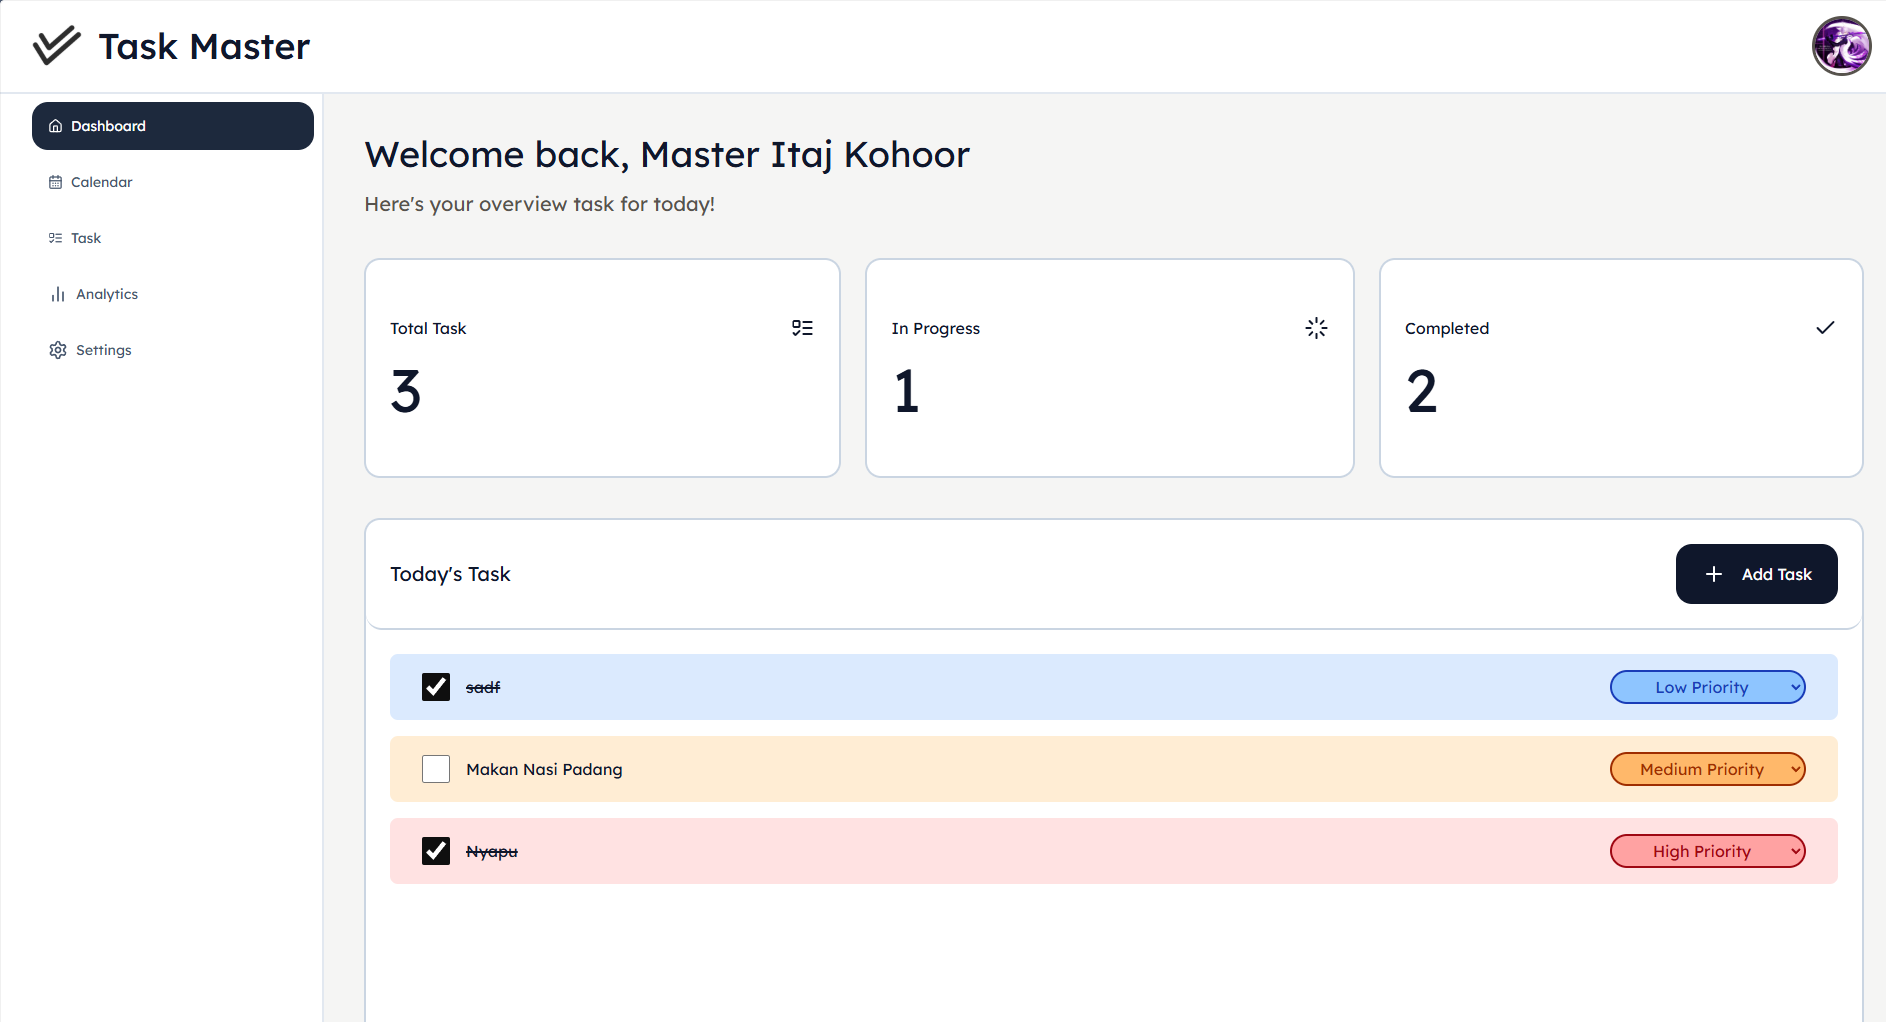 Task Master
Dashboard
Calendar
Task
Analytics
Settings
Welcome back, Master Itaj Kohoor
Here's your overview task for today!
Total Task
3
In Progress
1
Completed
2
Today's Task
Add Task
sadf
Low Priority
Makan Nasi Padang
Medium Priority
Nyapu
High Priority